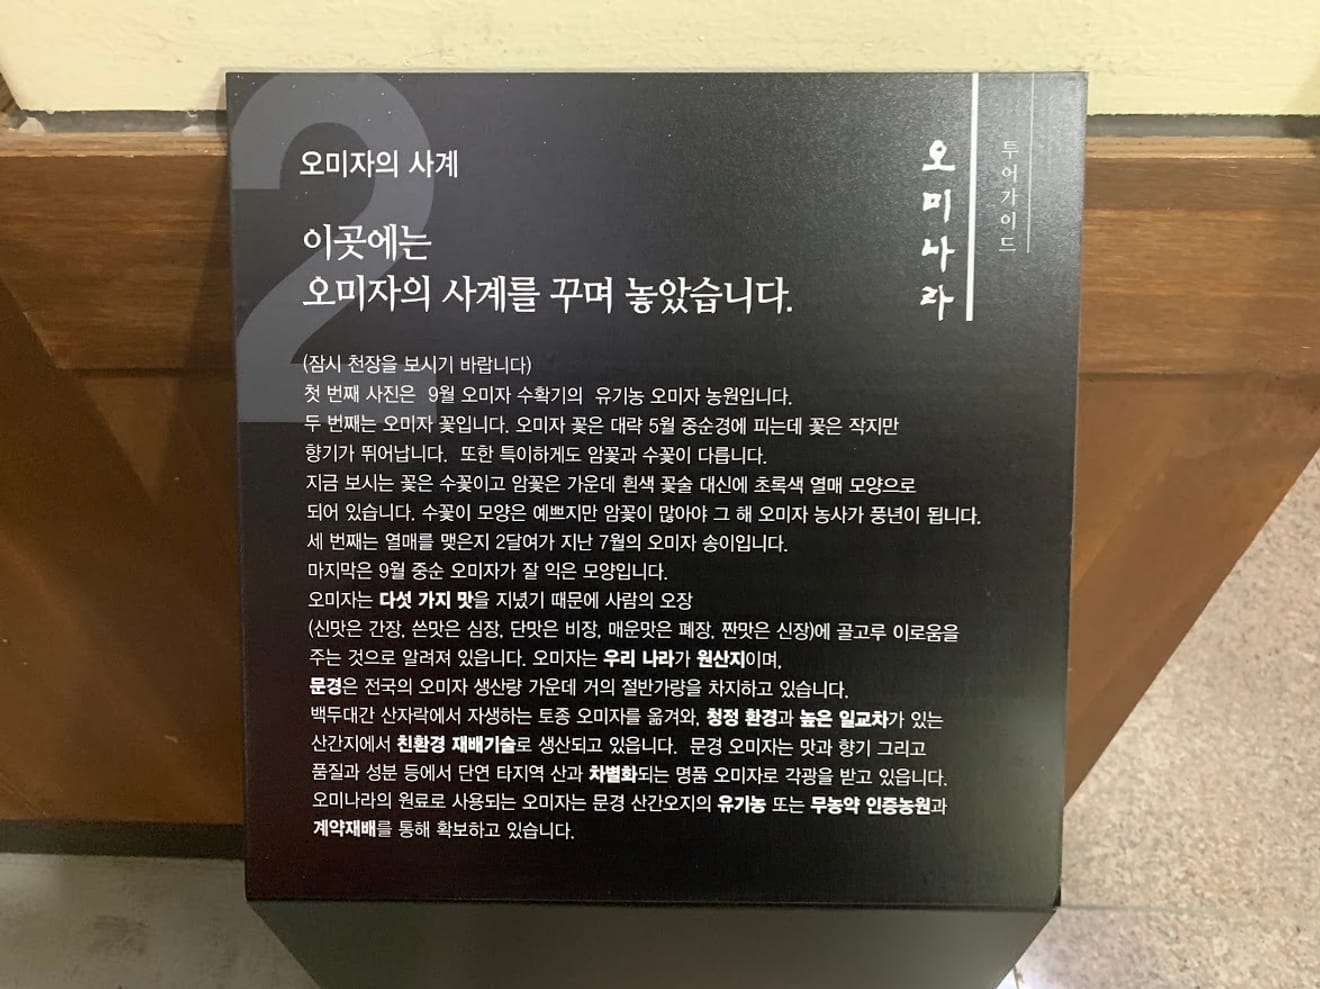 2
오미자의 사계
이곳에는
오미자의 사계를 꾸며 놓았습니다.
오미나라
투어가이드
(잠시 천장을 보시기 바랍니다)
첫 번째 사진은 9월 오미자 수확기의 유기농 오미자 농원입니다.
두 번째는 오미자 꽃입니다. 오미자 꽃은 대략 5월 중순경에 피는데 꽃은 작지만
향기가 뛰어납니다. 또한 특이하게도 암꽃과 수꽃이 다릅니다.
지금 보시는 꽃은 수꽃이고 암꽃은 가운데 흰색 꽃술 대신에 초록색 열매 모양으로
되어 있습니다. 수꽃이 모양은 예쁘지만 암꽃이 많아야 그 해 오미자 농사가 풍년이 됩니다.
세 번째는 열매를 맺은지 2달여가 지난 7월의 오미자 송이입니다.
마지막은 9월 중순 오미자가 잘 익은 모양입니다.
오미자는 다섯 가지 맛을 지녔기 때문에 사람의 오장
(신맛은 간장, 쓴맛은 심장, 단맛은 비장, 매운맛은 폐장, 짠맛은 신장)에 골고루 이로움을
주는 것으로 알려져 있읍니다. 오미자는 우리 나라가 원산지이며,
문경은 전국의 오미자 생산량 가운데 거의 절반가량을 차지하고 있습니다.
백두대간 산자락에서 자생하는 토종 오미자를 옮겨와, 청정 환경과 높은 일교차가 있는
산간지에서 친환경 재배기술로 생산되고 있읍니다. 문경 오미자는 맛과 향기 그리고
품질과 성분 등에서 단연 타지역 산과 차별화되는 명품 오미자로 각광을 받고 있읍니다.
오미나라의 원료로 사용되는 오미자는 문경 산간오지의 유기농 또는 무농약 인증농원과
계약재배를 통해 확보하고 있습니다.